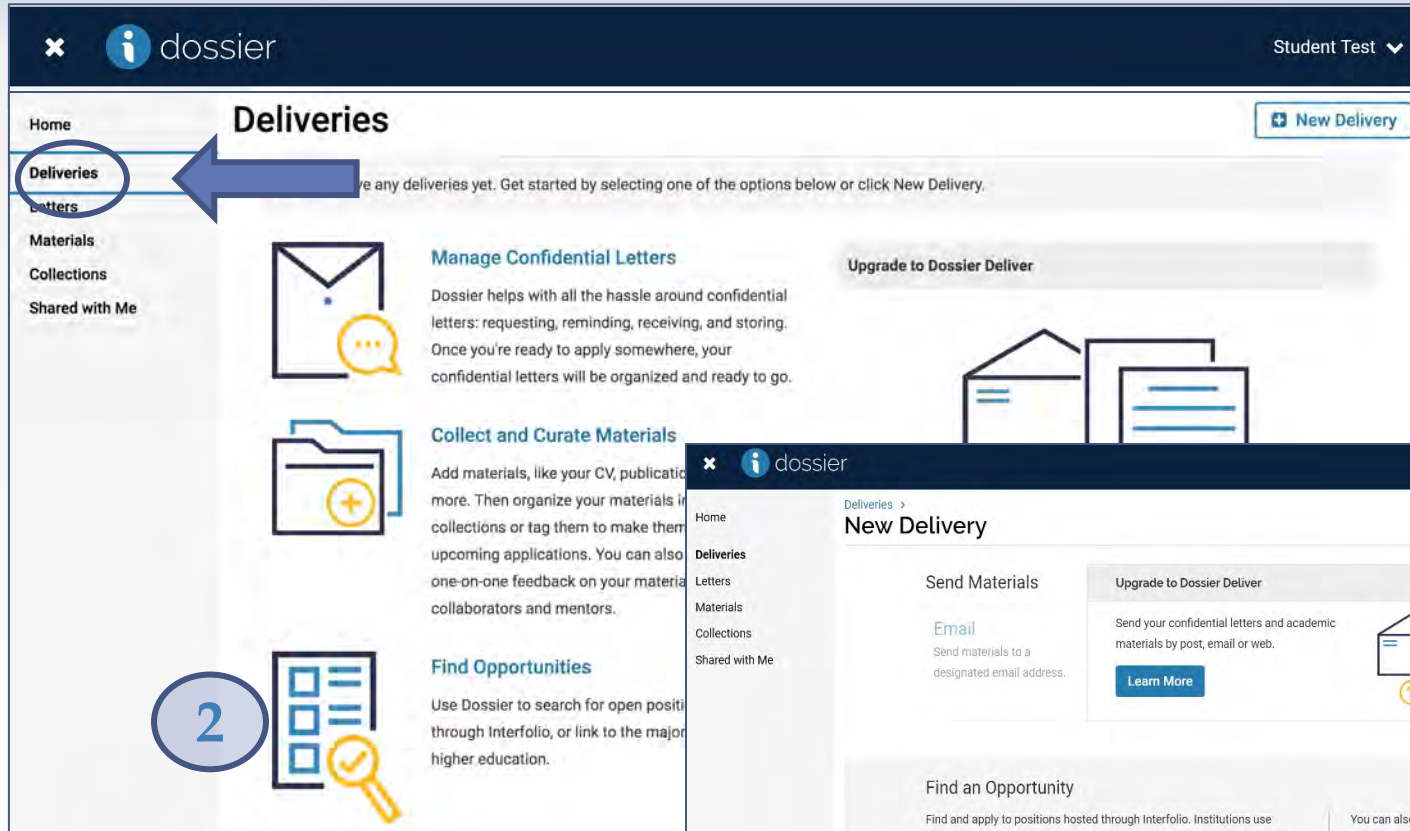 dossier
Student Test
Home
Deliveries
Letters
Materials
Collections
Shared with Me
Deliveries
New Delivery
any deliveries yet. Get started by selecting one of the options below or click New Delivery.
Manage Confidential Letters
Dossier helps with all the hassle around confidential
letters: requesting, reminding, receiving, and storing.
Once you're ready to apply somewhere, your
confidential letters will be organized and ready to go.
Upgrade to Dossier Deliver
Collect and Curate Materials
Add materials, like your CV,
more. Then organize your materials
collections or tag them to make
upcoming applications. You can also
one-on-one feedback on your
collaborators and mentors.
2
Find Opportunities
Use Dossier to search for open
through Interfolio, or link to the major
higher education.
dossier
Home
Deliveries
Letters
Materials
Collections
Shared with Me
Deliveries >
New Delivery
Send Materials
Email
Send materials to a
designated email address.
Upgrade to Dossier Deliver
Send your confidential letters and academic
materials by post, email or web.
Learn More
Find an Opportunity
Find and apply to positions hosted through Interfolio. Institutions use
You can